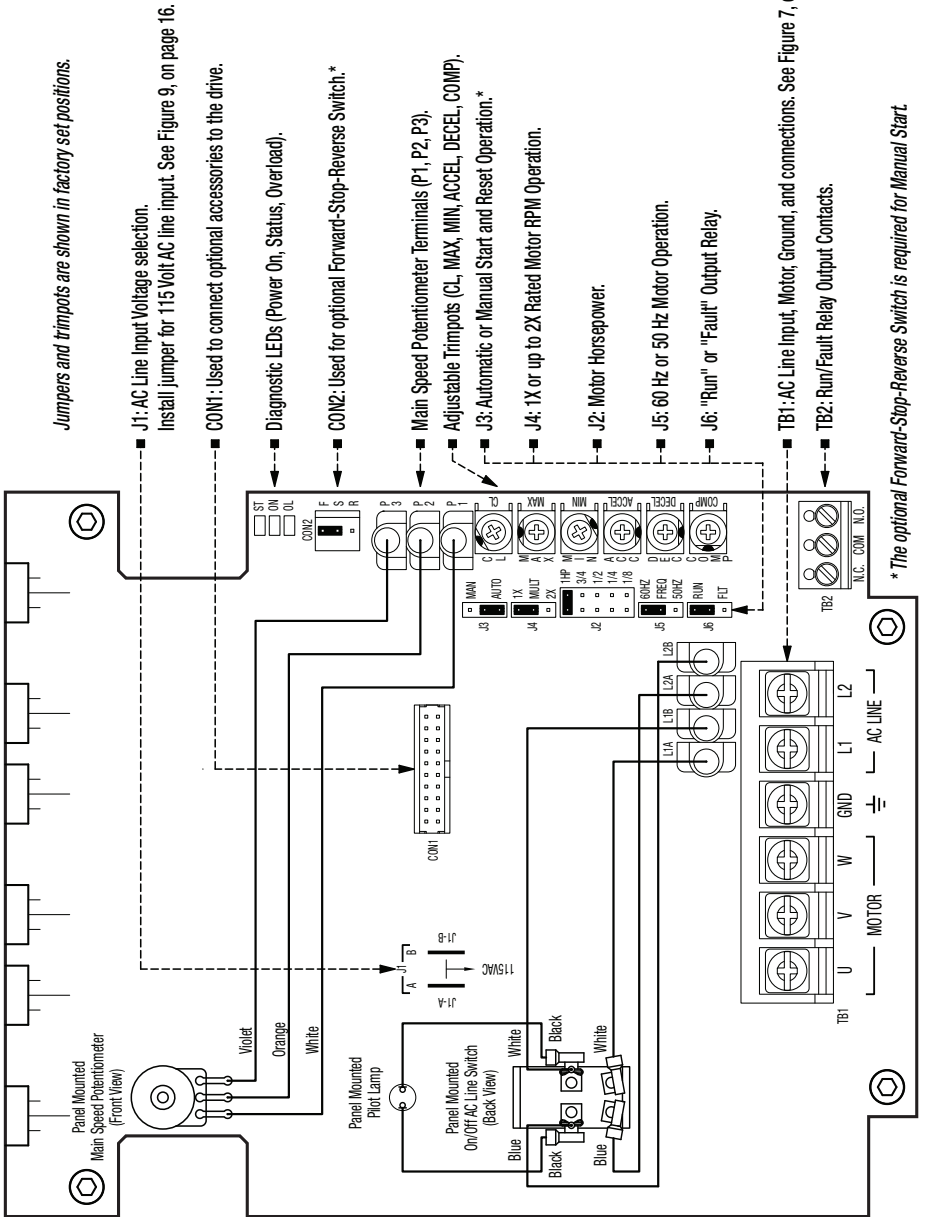 Jumpers and trimpots are shown in factory set positions.
J1: AC Line Input Voltage selection.
Install jumper for 115 Volt AC line input. See Figure 9, on page 16.
CON1: Used to connect optional accessories to the drive.
Diagnostic LEDs (Power On, Status, Overload).
CON2: Used for optional Forward-Stop-Reverse Switch.*
Main Speed Potentiometer Terminals (P1, P2, P3).
Adjustable Trimpots (CL, MAX, MIN, ACCEL, DECEL, COMP).
J3: Automatic or Manual Start and Reset Operation.*
J4: 1X or up to 2X Rated Motor RPM Operation.
J2: Motor Horsepower.
J5: 60 Hz or 50 Hz Motor Operation.
J6: "Run" or "Fault" Output Relay.
TB1: AC Line Input, Motor, Ground, and connections. See Figure 7,
TB2: Run/Fault Relay Output Contacts.
* The optional Forward-Stop-Reverse Switch is required for Manual Start.
ST
ON
OL
CON2
F
S
R
P3
P2
P1
CL
CL
MAX
MAX
MIN
MIN
ACCEL
ACC
DECEL
DEC
COMP
COMP
J3
MAN
AUTO
J4
1X
MULT
2X
J2
1HP
3/4
1/2
1/4
1/8
J5
60HZ
FREQ
50HZ
J6
RUN
FLT
TB2
N.C.
COM
N.O.
L1A
L1B
L2A
L2B
CON1
J1
A
B
J1-A
J1-B
115VAC
Panel Mounted
Main Speed Potentiometer
(Front View)
Violet
Orange
White
Panel Mounted
Pilot Lamp
Panel Mounted
On/Off AC Line Switch
(Back View)
White
Black
White
Blue
Black
Blue
TB1
U
V
W
GND
L1
L2
MOTOR
AC LINE